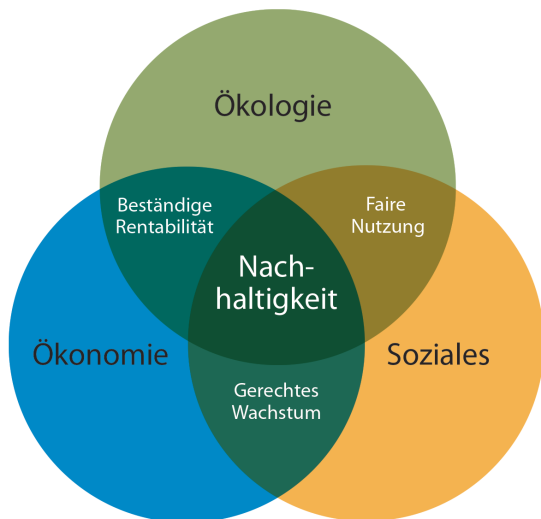 Ökologie
Beständige
Rentabilität
Faire
Nutzung
Nach-
haltigkeit
Ökonomie
Soziales
Gerechtes
Wachstum